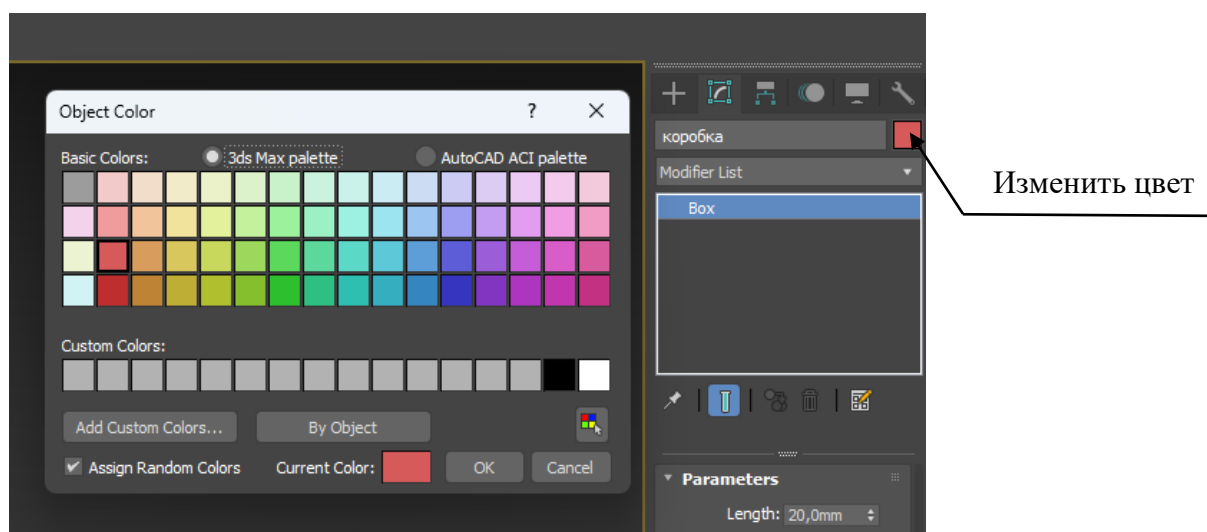 Object Color
?
Basic Colors:
3ds Max palette
AutoCAD ACI palette
Custom Colors:
Add Custom Colors...
By Object
Assign Random Colors
Current Color:
OK
Cancel
коробка
Modifier List
Box
Parameters
Length: 20,0mm
Изменить цвет